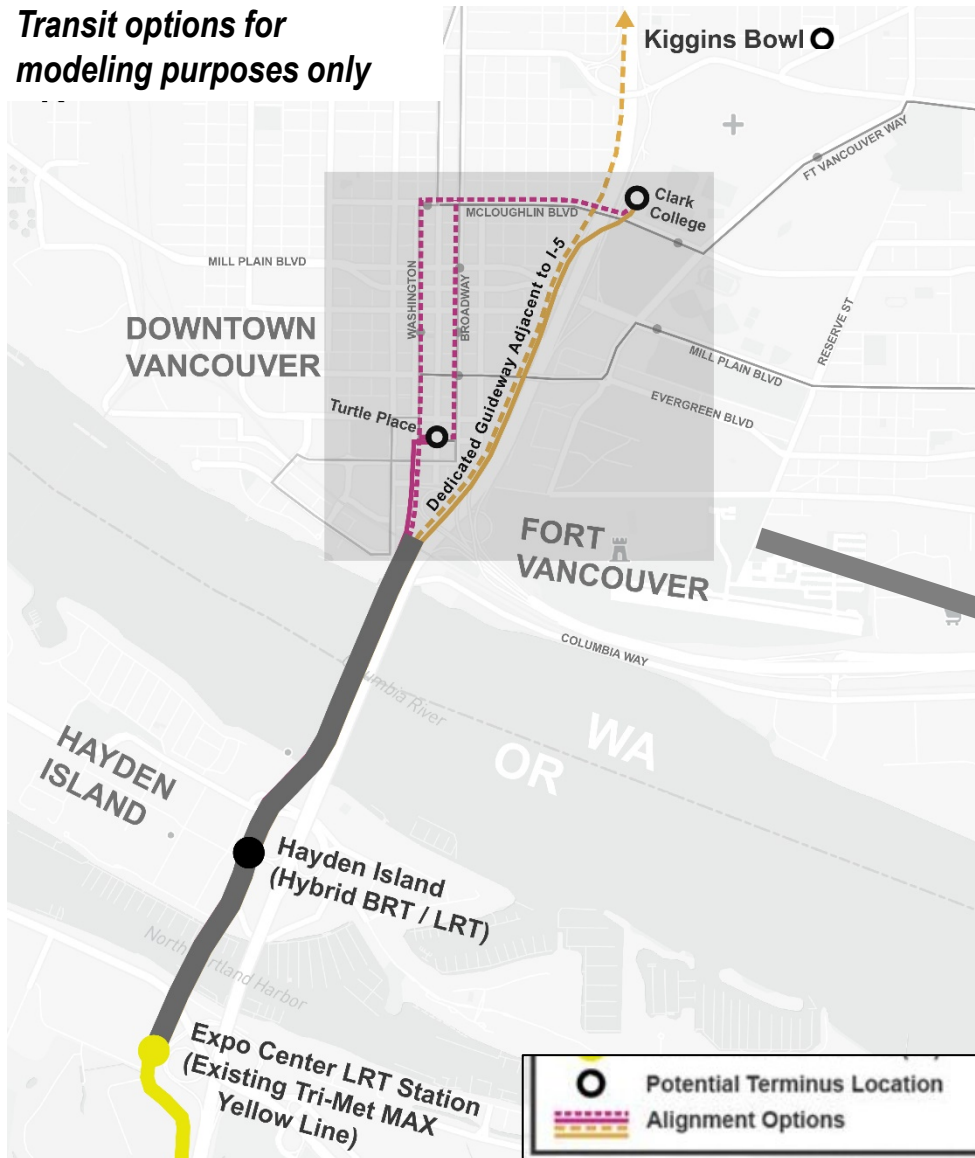 Transit options for
modeling purposes only
Kiggins Bowl
FT VANCOUVER WAY
Clark
College
MCLOUGHLIN BLVD
MILL PLAIN BLVD
WASHINGTON
BROADWAY
Dedicated Guideway Adjacent to I-5
RESERVE ST
DOWNTOWN
VANCOUVER
MILL PLAIN BLVD
EVERGREEN BLVD
Turtle Place
FORT
VANCOUVER
COLUMBIA WAY
River
WA
OR
HAYDEN
ISLAND
Hayden Island
(Hybrid BRT / LRT)
Harbor
Expo Center LRT Station
(Existing Tri-Met MAX
Yellow Line)
Potential Terminus Location
Alignment Options